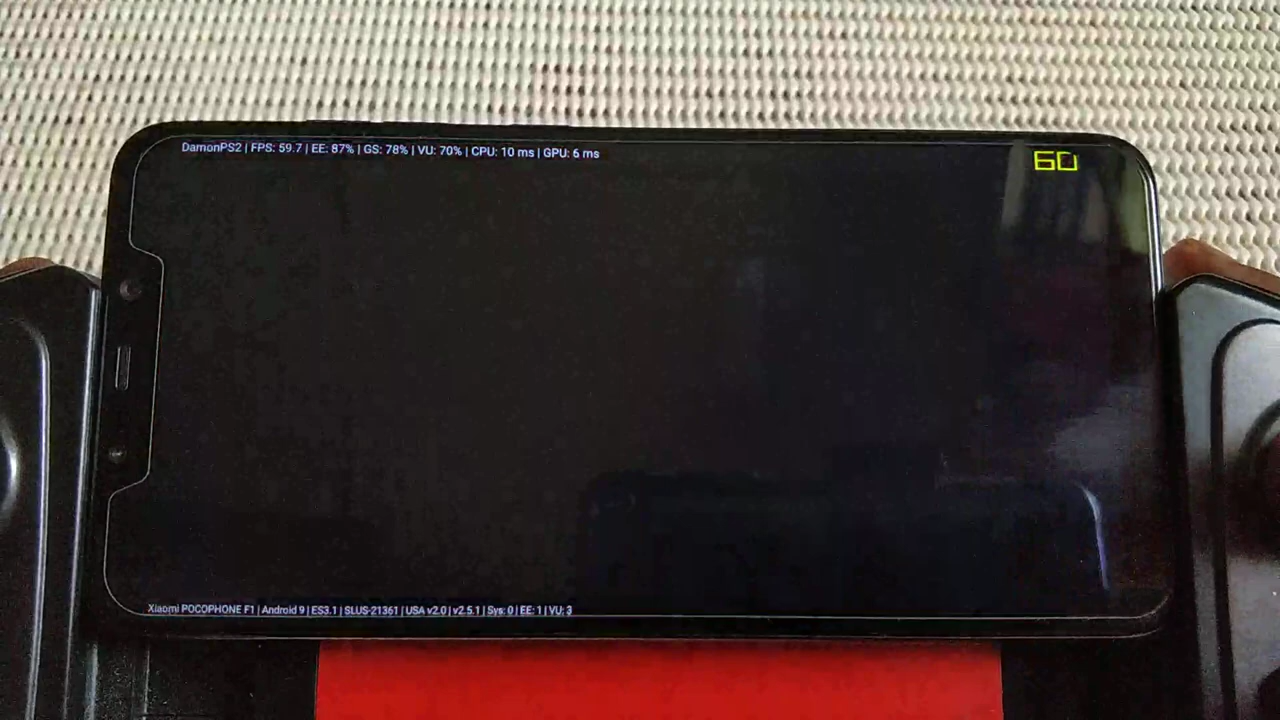 DamonPS2 | FPS: 59.7 | EE: 87% | GS: 78% | VU: 70% | CPU: 10 ms | GPU: 6 ms
60
Xiaomi POCOPHONE F1 | Android 9 | ES3.1 | SLUS-21361 | USA v2.0 | v2.5.1 | Sys: 0 | EE: 1 | VU: 3